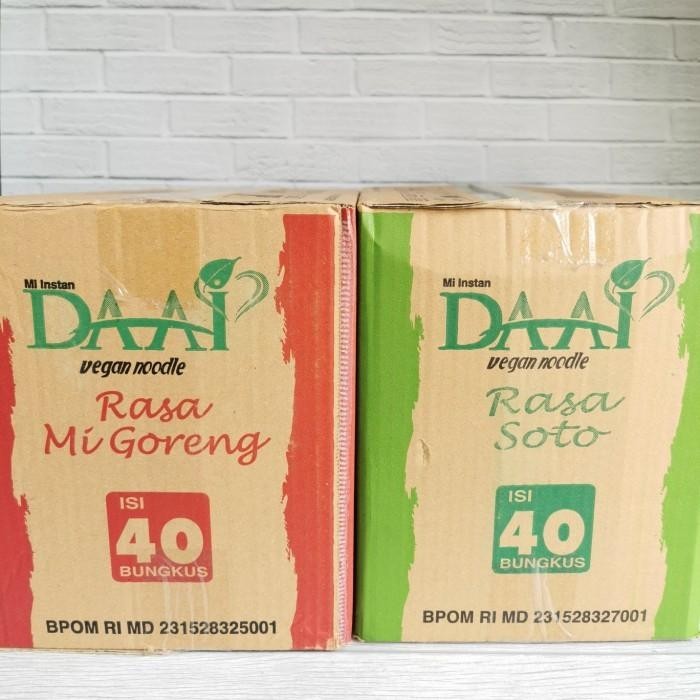 Mi Instan
DAAI
vegan noodle
Rasa
Mi Goreng
ISI
40
BUNGKUS
BPOM RI MD 231528325001
Mi Instan
DAAI
vegan noodle
Rasa
Soto
ISI
40
BUNGKUS
BPOM RI MD 231528327001